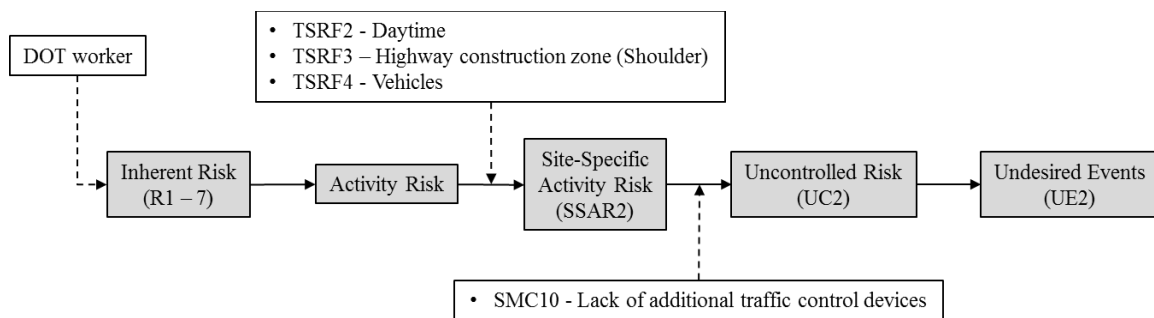 DOT worker
• TSRF2 - Daytime
• TSRF3 – Highway construction zone (Shoulder)
• TSRF4 - Vehicles
Inherent Risk
(R1 – 7)
Activity Risk
Site-Specific
Activity Risk
(SSAR2)
Uncontrolled Risk
(UC2)
Undesired Events
(UE2)
• SMC10 - Lack of additional traffic control devices